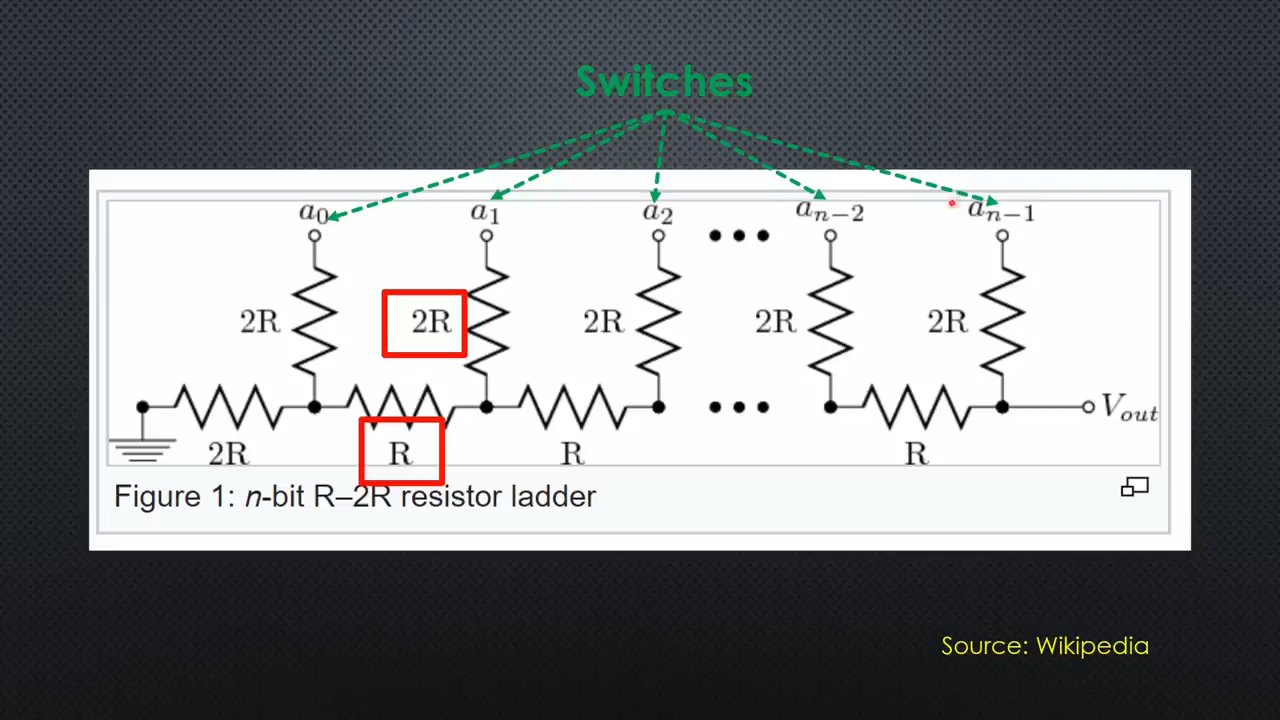 Switches
a0 a1 a2 an−2 an−1
2R 2R 2R 2R 2R
Vout
2R R R R
Figure 1: n-bit R–2R resistor ladder
Source: Wikipedia